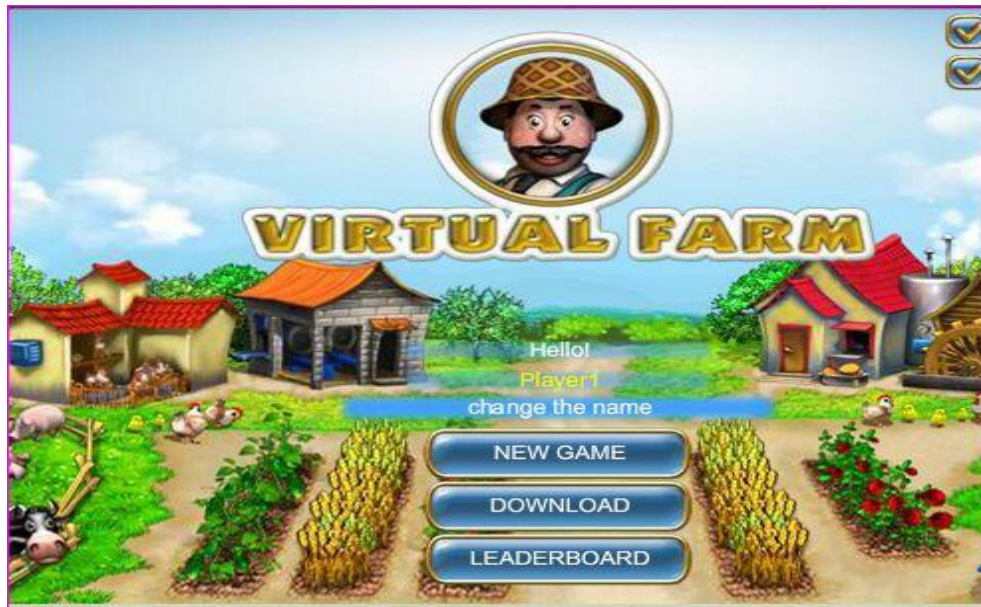 VIRTUAL FARM
Hello!
Player1
change the name
NEW GAME
DOWNLOAD
LEADERBOARD